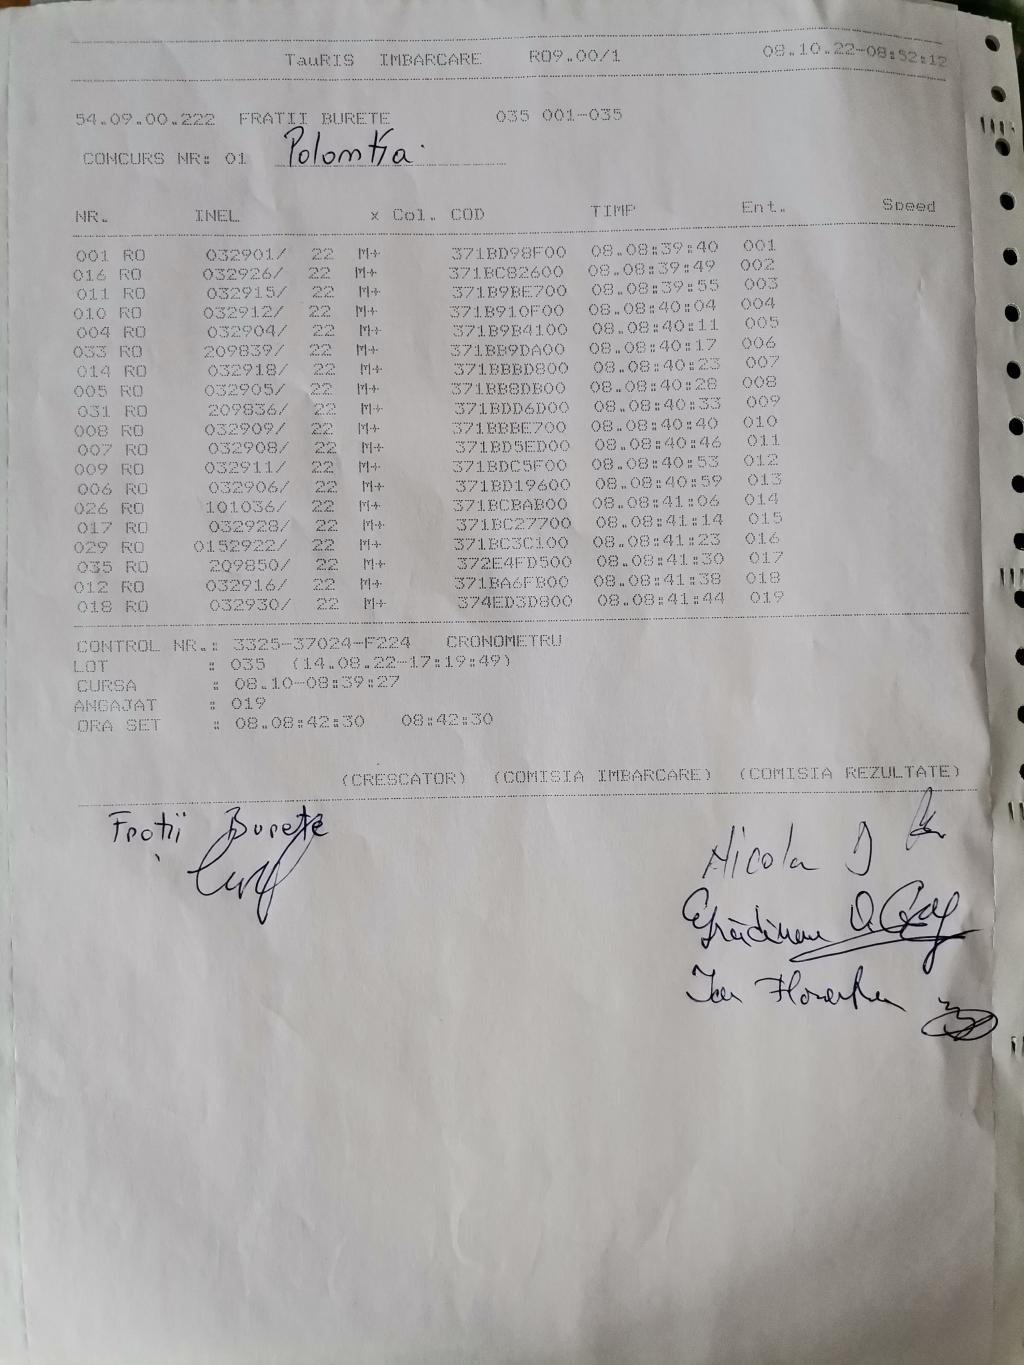 TauRIS IMBARCARE RO9.00/1 08.10.22-08:52:12
54.09.00.222 FRATII BURETE 035 001-035
CONCURS NR: 01 Polomka.
NR. INEL x Col. COD TIMP Ent. Speed
001 RO 032901/ 22 M+ 371BD98F00 08.08:39:40 001
016 RO 032926/ 22 M+ 371BC82600 08.08:39:49 002
011 RO 032915/ 22 M+ 371B9BE700 08.08:39:55 003
010 RO 032912/ 22 M+ 371B910F00 08.08:40:04 004
004 RO 032904/ 22 M+ 371B9B4100 08.08:40:11 005
033 RO 209839/ 22 M+ 371BB9DA00 08.08:40:17 006
014 RO 032918/ 22 M+ 371BBBD800 08.08:40:23 007
005 RO 032905/ 22 M+ 371BB8DB00 08.08:40:28 008
031 RO 209836/ 22 M+ 371BDD6D00 08.08:40:33 009
008 RO 032909/ 22 M+ 371BBBE700 08.08:40:40 010
007 RO 032908/ 22 M+ 371BD5ED00 08.08:40:46 011
009 RO 032911/ 22 M+ 371BDC5F00 08.08:40:53 012
006 RO 032906/ 22 M+ 371BD19600 08.08:40:59 013
026 RO 101036/ 22 M+ 371BCBAB00 08.08:41:06 014
017 RO 032928/ 22 M+ 371BC27700 08.08:41:14 015
029 RO 0152922/ 22 M+ 371BC3C100 08.08:41:23 016
035 RO 209850/ 22 M+ 372E4FD500 08.08:41:30 017
012 RO 032916/ 22 M+ 371BA6FB00 08.08:41:38 018
018 RO 032930/ 22 M+ 374ED3D800 08.08:41:44 019
CONTROL NR.: 3325-37024-F224 CRONOMETRU
LOT : 035 (14.08.22-17:19:49)
CURSA : 08.10-08:39:27
ANGAJAT : 019
ORA SET : 08.08:42:30 08:42:30
(CRESCATOR) (COMISIA IMBARCARE) (COMISIA REZULTATE)
Frații Burete
Nicola D